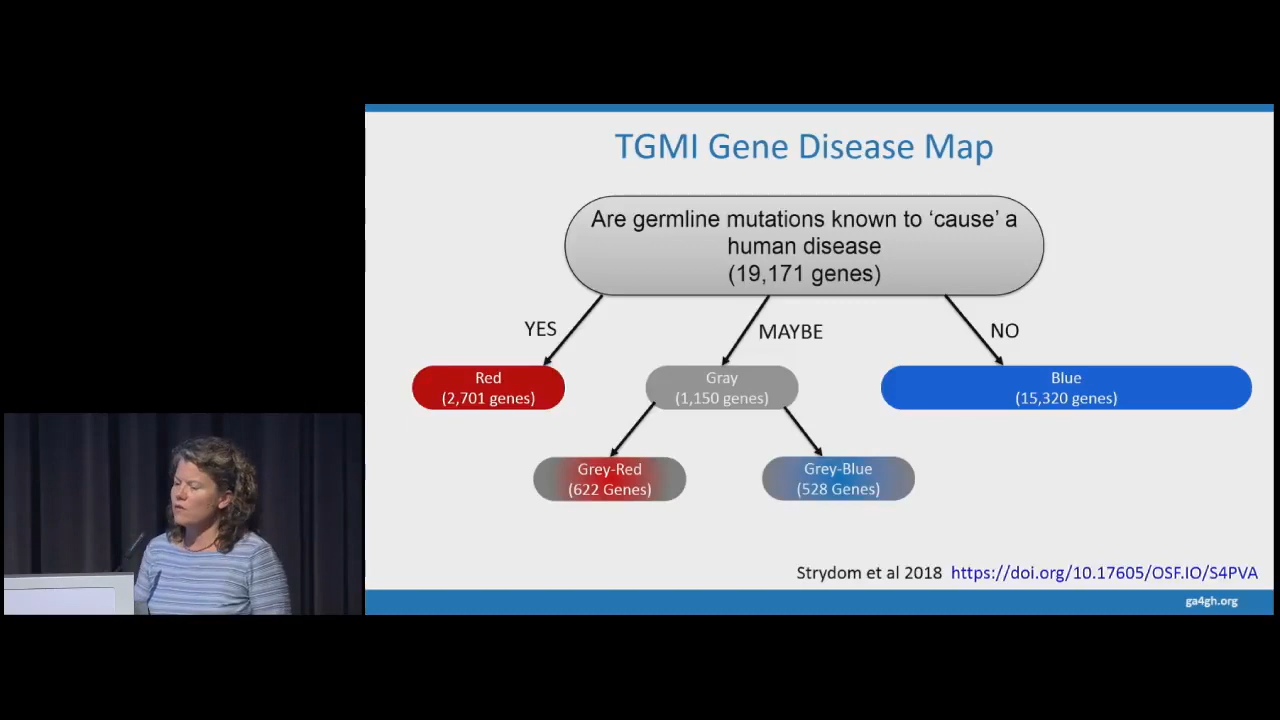 TGMI Gene Disease Map
Are germline mutations known to ‘cause’ a
human disease
(19,171 genes)
YES
MAYBE
NO
Red
(2,701 genes)
Gray
(1,150 genes)
Blue
(15,320 genes)
Grey-Red
(622 Genes)
Grey-Blue
(528 Genes)
Strydom et al 2018 https://doi.org/10.17605/OSF.IO/S4PVA
ga4gh.org